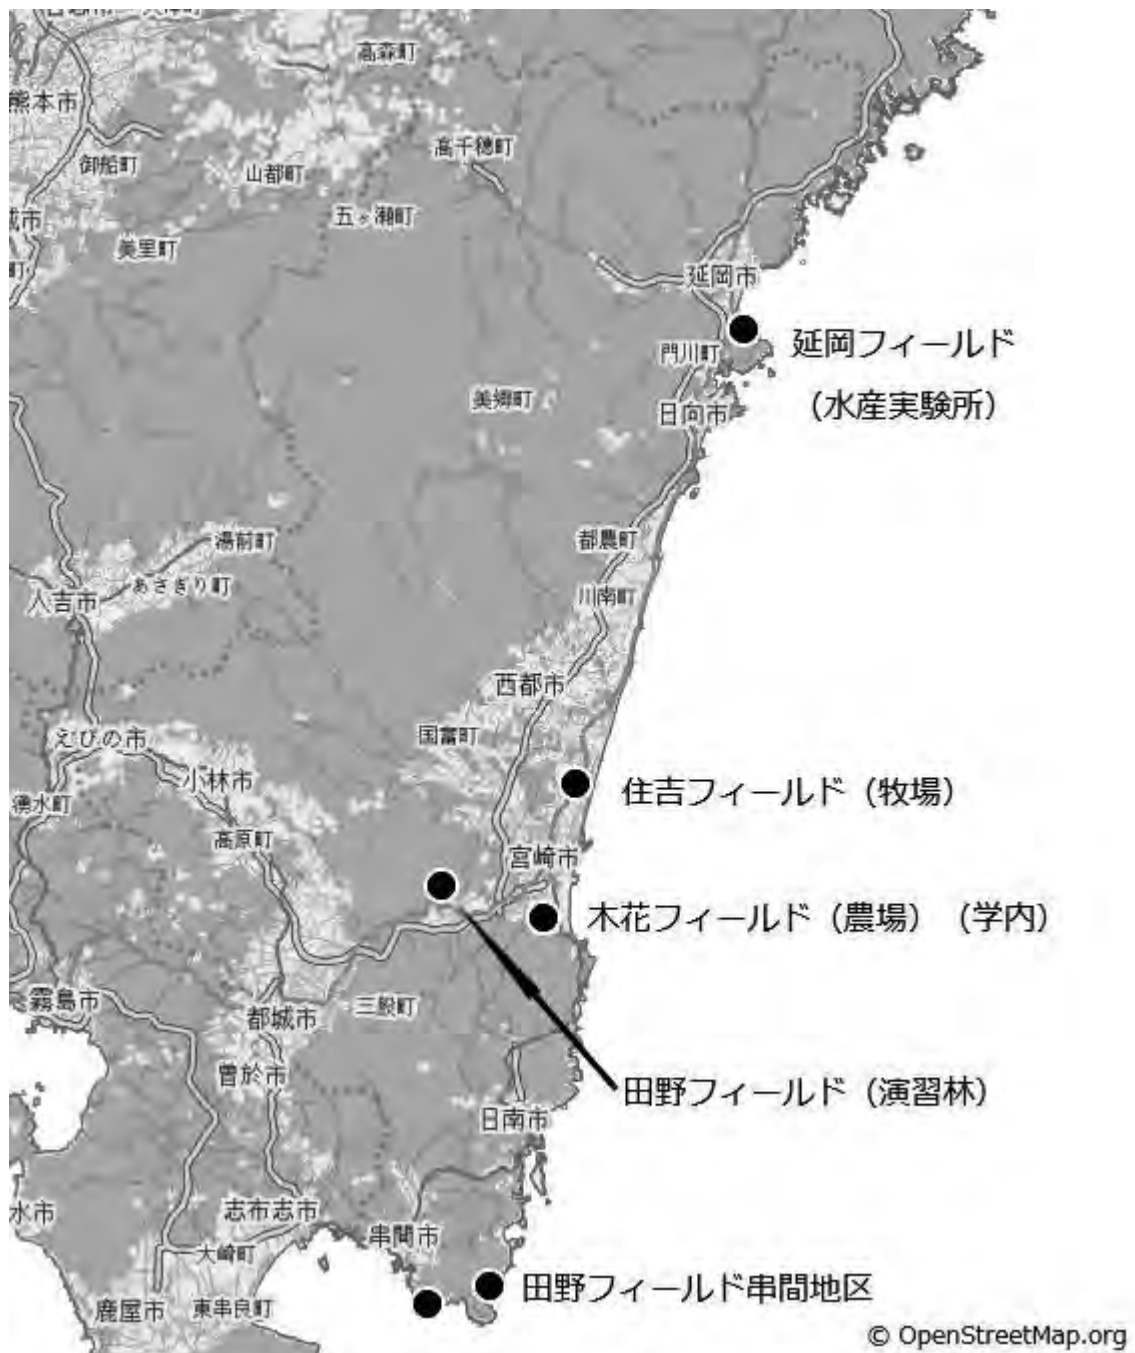 高森町
熊本市
高千穂町
御船町
山都町
五ヶ瀬町
城市
美里町
町
延岡市
延岡フィールド
門川町
美郷町
(水産実験所)
日向市
湯前町
都農町
あさぎり町
人吉市
川南町
西都市
国富町
えびの市
小林市
住吉フィールド(牧場)
湧水町
高原町
宮崎市
木花フィールド(農場)(学内)
霧島市
三股町
都城市
曽於市
田野フィールド(演習林)
日南市
水市
志布志市
串間市
大崎町
田野フィールド串間地区
鹿屋市
東串良町
© OpenStreetMap.org